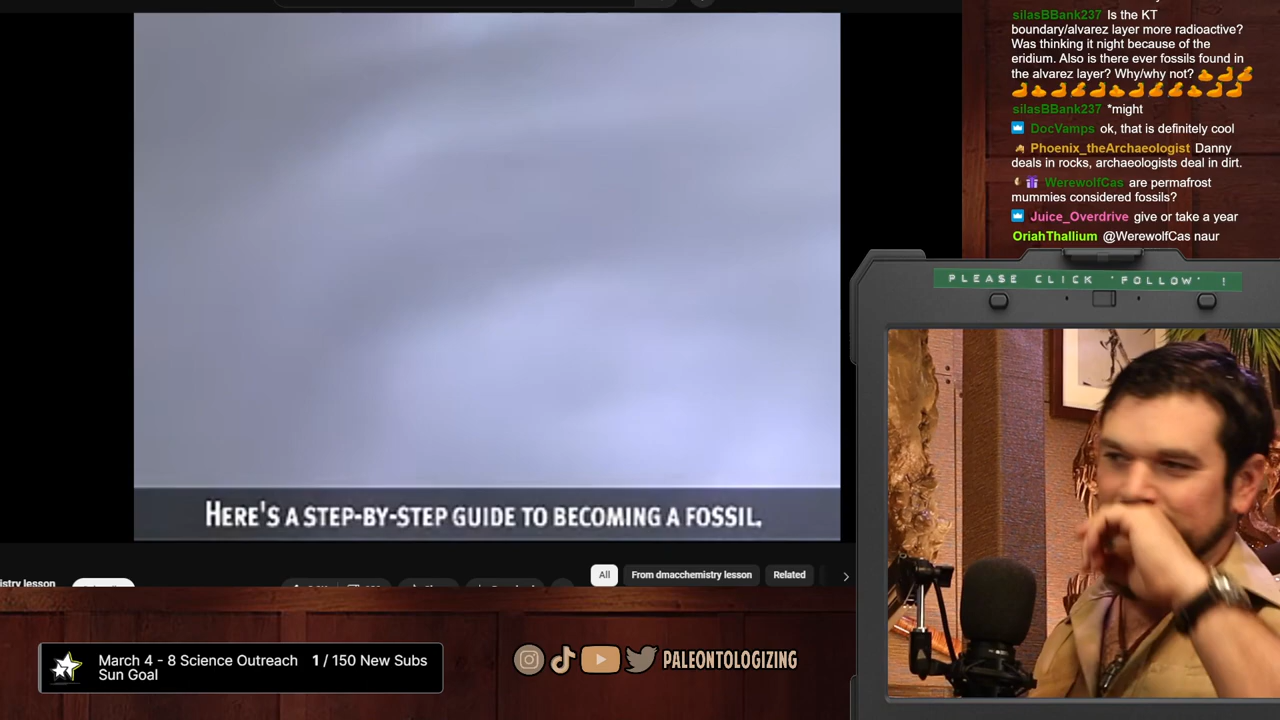 silasBBank237 Is the KT
boundary/alvarez layer more radioactive?
Was thinking it night because of the
eridium. Also is there ever fossils found in
the alvarez layer? Why/why not?
silasBBank237 *might
DocVamps ok, that is definitely cool
Phoenix_theArchaeologist Danny
deals in rocks, archaeologists deal in dirt.
WerewolfCas are permafrost
mummies considered fossils?
Juice_Overdrive give or take a year
OriahThallium @WerewolfCas naur
PLEASE CLICK 'FOLLOW' !
HERE'S A STEP-BY-STEP GUIDE TO BECOMING A FOSSIL.
istry lesson
All
From dmacchemistry lesson
Related
March 4 - 8 Science Outreach 1 / 150 New Subs
Sun Goal
PALEONTOLOGIZING